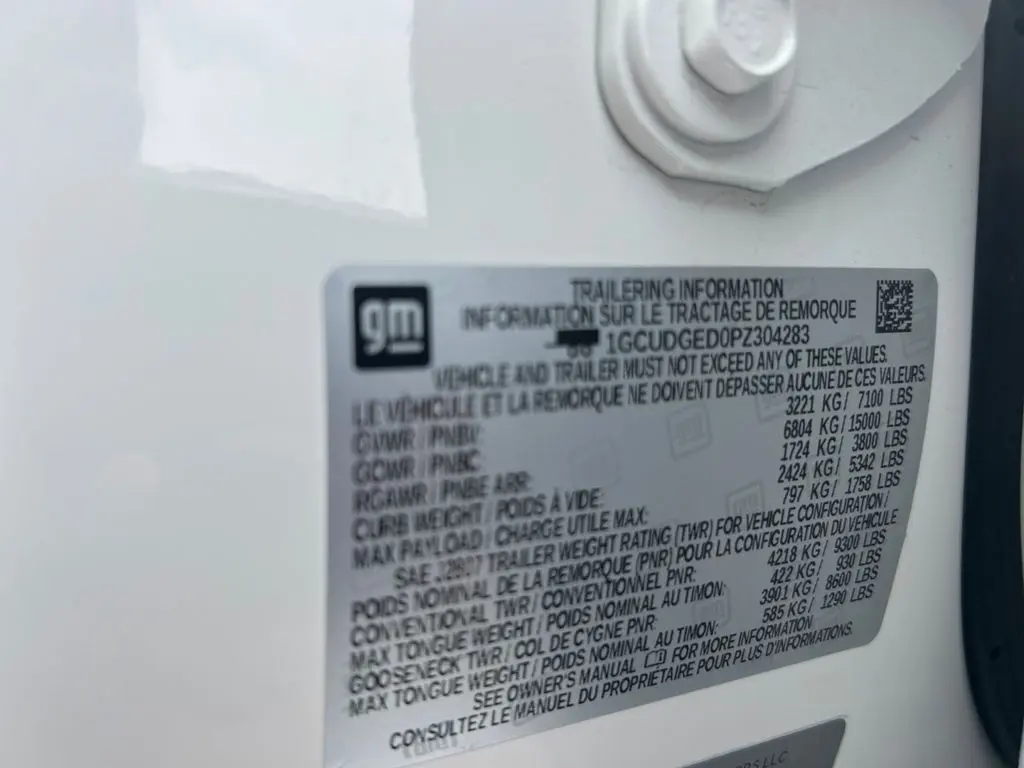 gm
TRAILERING INFORMATION
INFORMATION SUR LE TRACTAGE DE REMORQUE
1GCUDGED0PZ304283
VEHICLE AND TRAILER MUST NOT EXCEED ANY OF THESE VALUES.
LE VÉHICULE ET LA REMORQUE NE DOIVENT DÉPASSER AUCUNE DE CES VALEURS.
GVWR / PNBV: 3221 KG / 7100 LBS
GCWR / PNBC 6804 KG / 15000 LBS
RGAWR / PNBE ARR: 1724 KG / 3800 LBS
CURB WEIGHT / POIDS À VIDE: 2424 KG / 5342 LBS
MAX PAYLOAD / CHARGE UTILE MAX: 797 KG / 1758 LBS
SAE J2807 TRAILER WEIGHT RATING (TWR) FOR VEHICLE CONFIGURATION /
POIDS NOMINAL DE LA REMORQUE (PNR) POUR LA CONFIGURATION DU VÉHICULE
CONVENTIONAL TWR / CONVENTIONNEL PNR: 4218 KG / 9300 LBS
MAX TONGUE WEIGHT / POIDS NOMINAL AU TIMON: 422 KG / 930 LBS
GOOSENECK TWR / COL DE CYGNE PNR: 3901 KG / 8600 LBS
MAX TONGUE WEIGHT / POIDS NOMINAL AU TIMON: 585 KG / 1290 LBS
SEE OWNER'S MANUAL FOR MORE INFORMATION
CONSULTEZ LE MANUEL DU PROPRIÉTAIRE POUR PLUS D'INFORMATIONS.
LLC